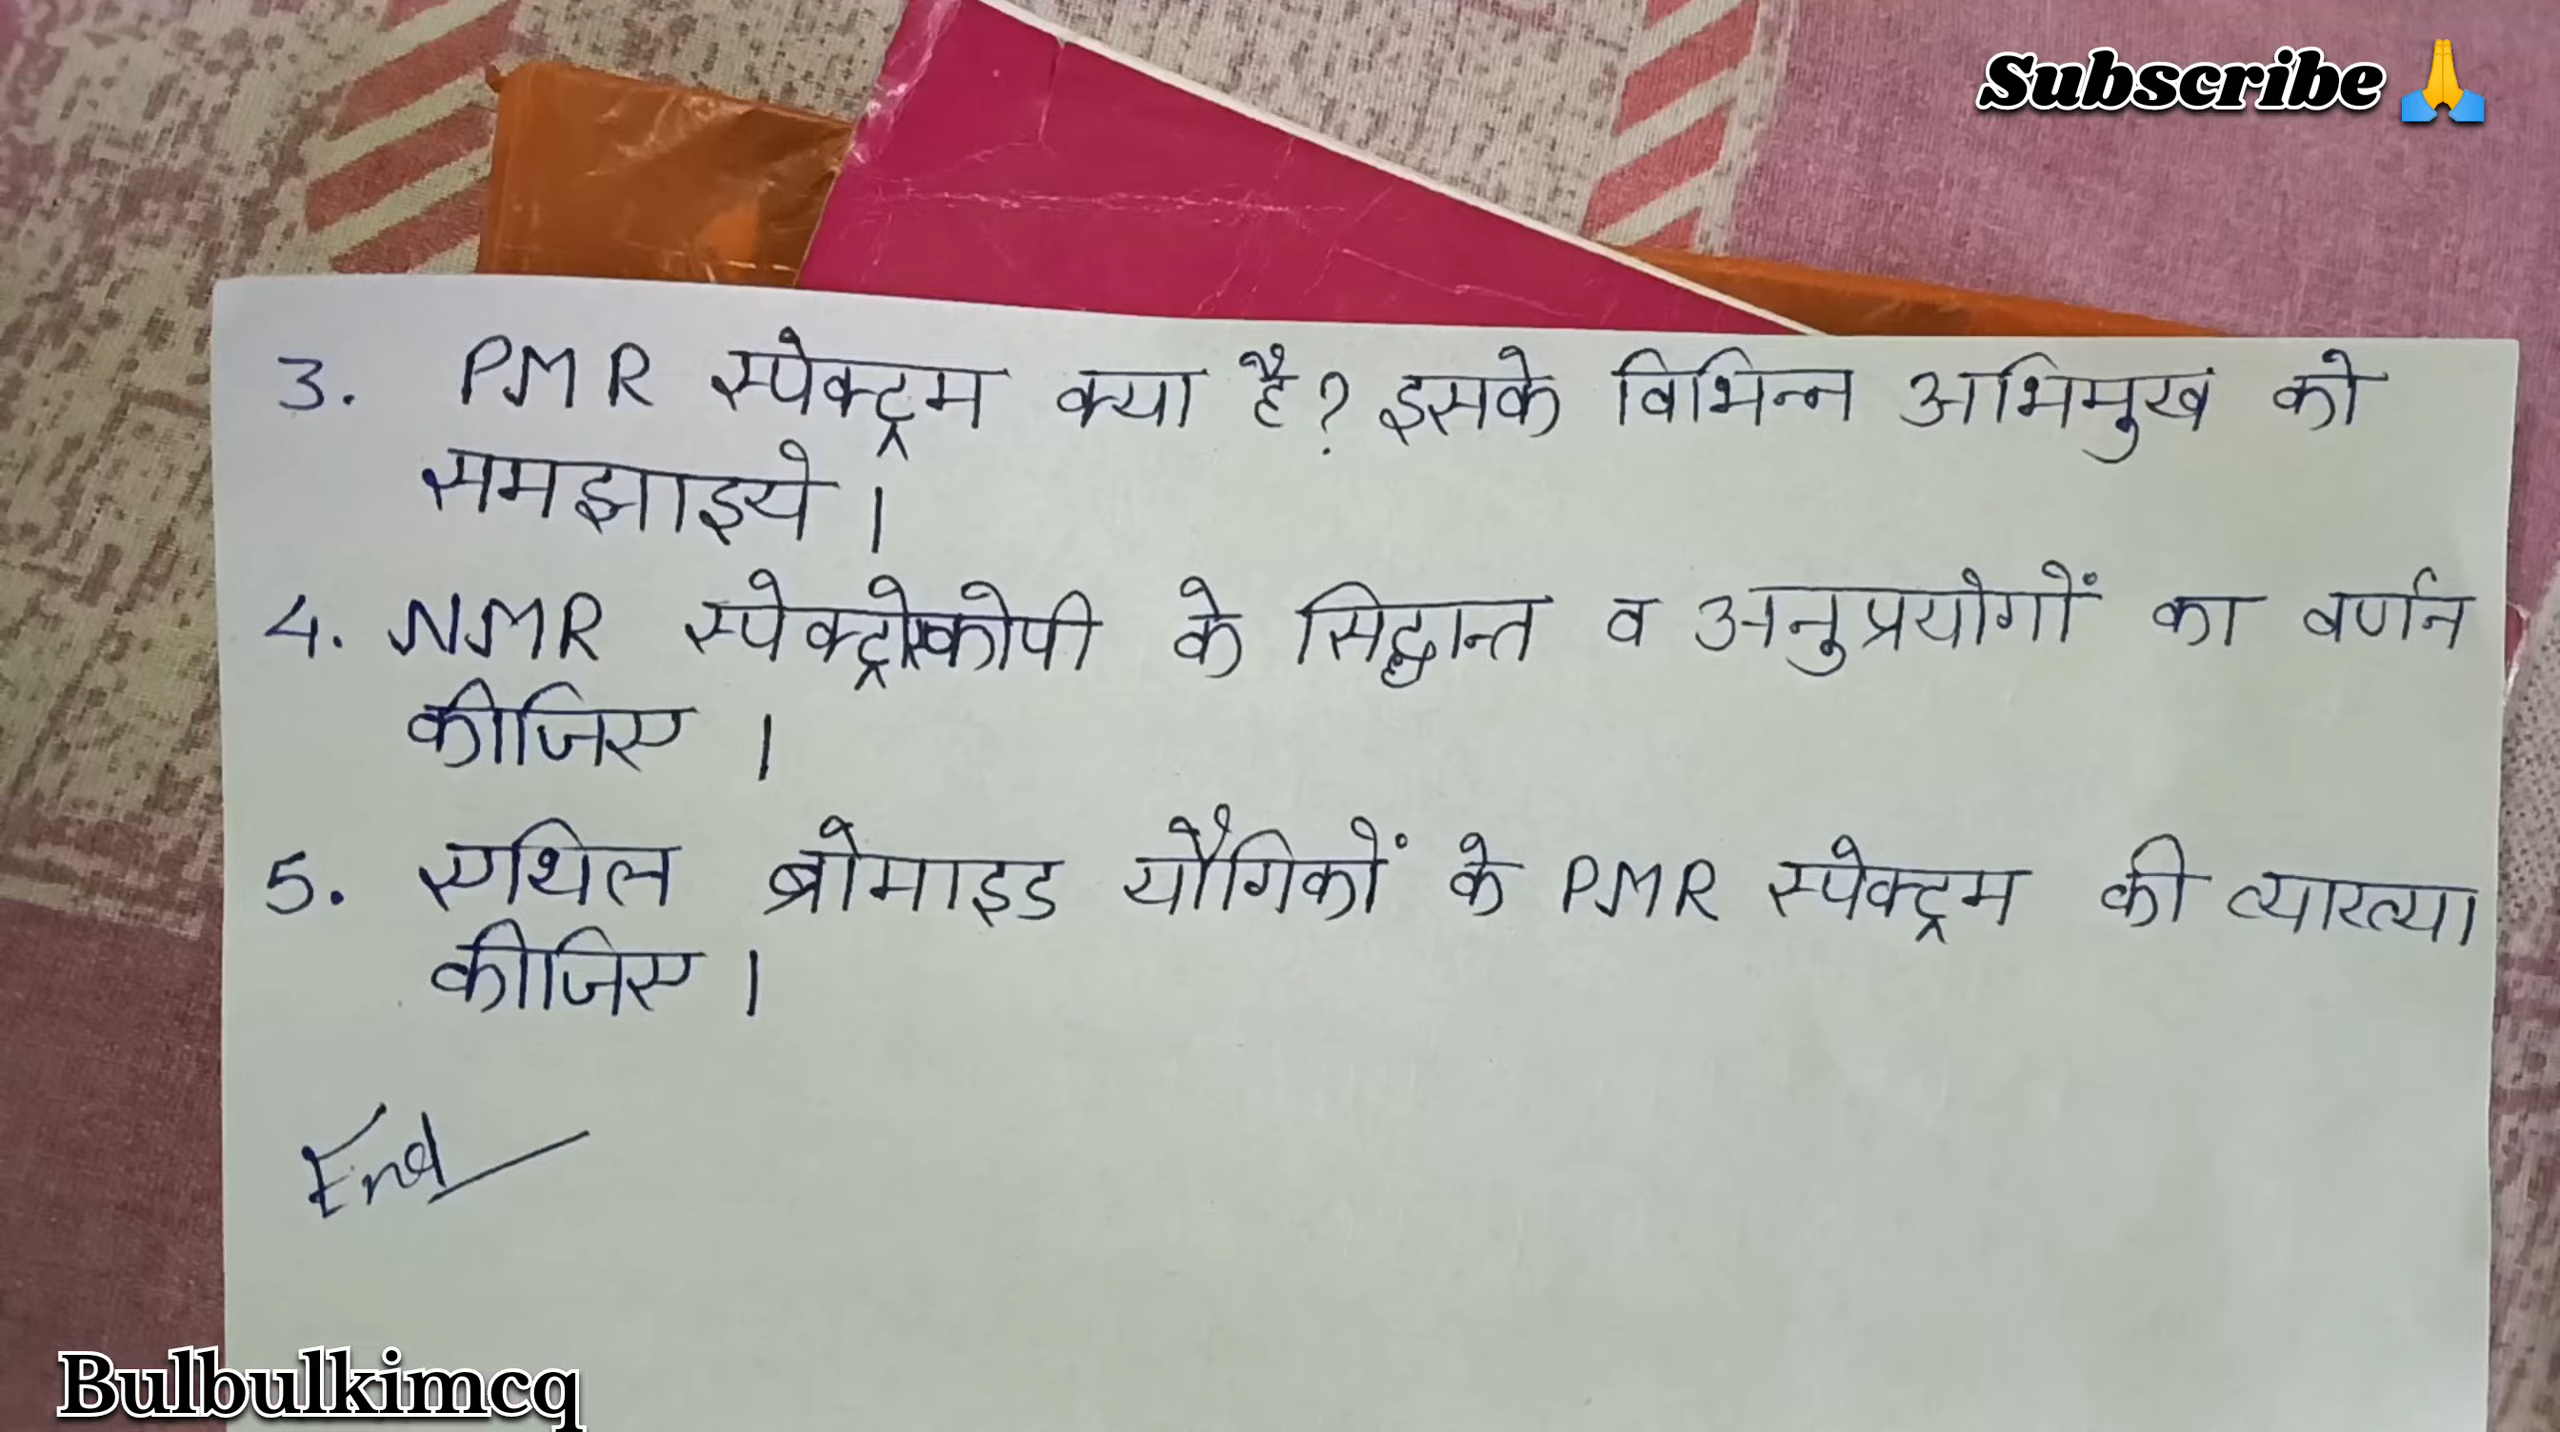 Subscribe 🙏
3. PMR स्पेक्ट्रम क्या है? इसके विभिन्न अभिमुख को
समझाइये।
4. NMR स्पेक्ट्रोस्कोपी के सिद्धान्त व अनुप्रयोगों का वर्णन
कीजिए।
5. एथिल ब्रोमाइड यौगिकों के PMR स्पेक्ट्रम की व्याख्या
कीजिए।
End
Bulbulkimcq